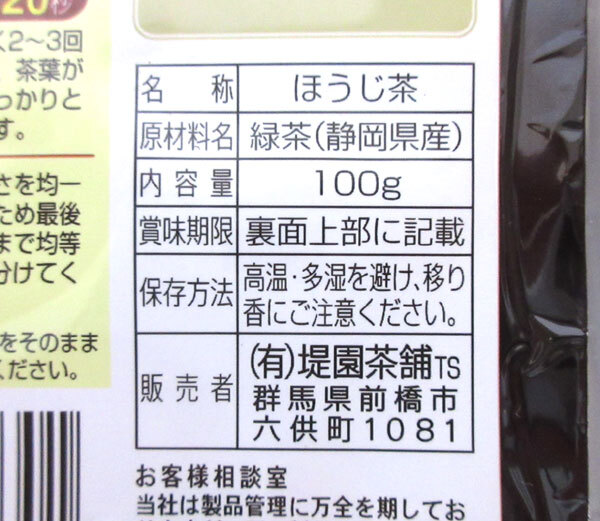 20秒
く2〜3回
茶葉が
っかりと
す。
さを均一
ため最後
まで均等
分けてく
をそのまま
ください。
名称 ほうじ茶
原材料名 緑茶(静岡県産)
内容量 100g
賞味期限 裏面上部に記載
保存方法 高温・多湿を避け、移り
香にご注意ください。
販売者 (有)堤園茶舗TS
群馬県前橋市
六供町1081
お客様相談室
当社は製品管理に万全を期してお